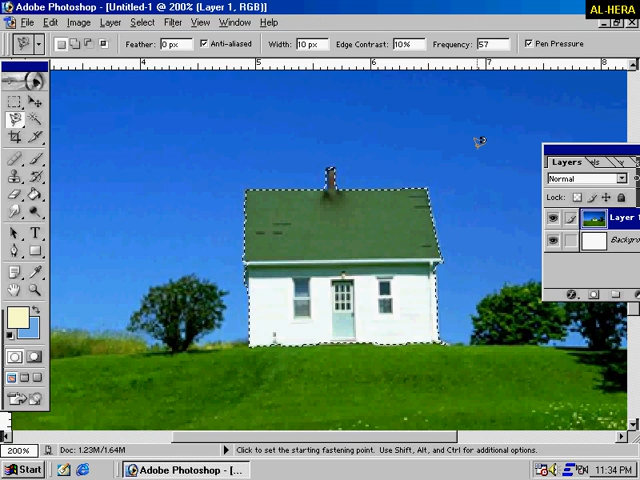 AL-HERA
Adobe Photoshop - [Untitled-1 @ 200% (Layer 1, RGB)]
File Edit Image Layer Select Filter View Window Help
Feather: 0 px Anti-aliased Width: 10 px Edge Contrast: 10% Frequency: 57 Pen Pressure
4 5 6 7 8
Layers
Normal
Lock:
Layer 1
Backgro
200% Doc: 1.23M/1.64M Click to set the starting fastening point. Use Shift, Alt, and Ctrl for additional options.
Start Adobe Photoshop - [... 11:34 PM